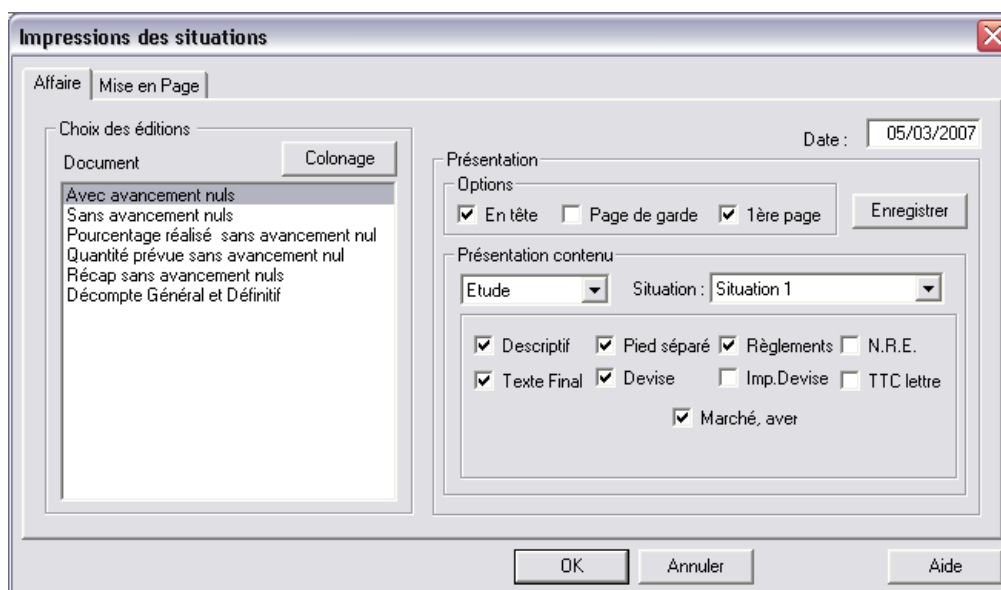 Impressions des situations
Affaire Mise en Page
Choix des éditions
Date : 05/03/2007
Document Colonage
Avec avancement nuls
Sans avancement nuls
Pourcentage réalisé sans avancement nul
Quantité prévue sans avancement nul
Récap sans avancement nuls
Décompte Général et Définitif
Présentation
Options
En tête Page de garde 1ère page Enregistrer
Présentation contenu
Etude Situation : Situation 1
Descriptif Pied séparé Règlements N.R.E.
Texte Final Devise Imp.Devise TTC lettre
Marché, aver
OK Annuler Aide